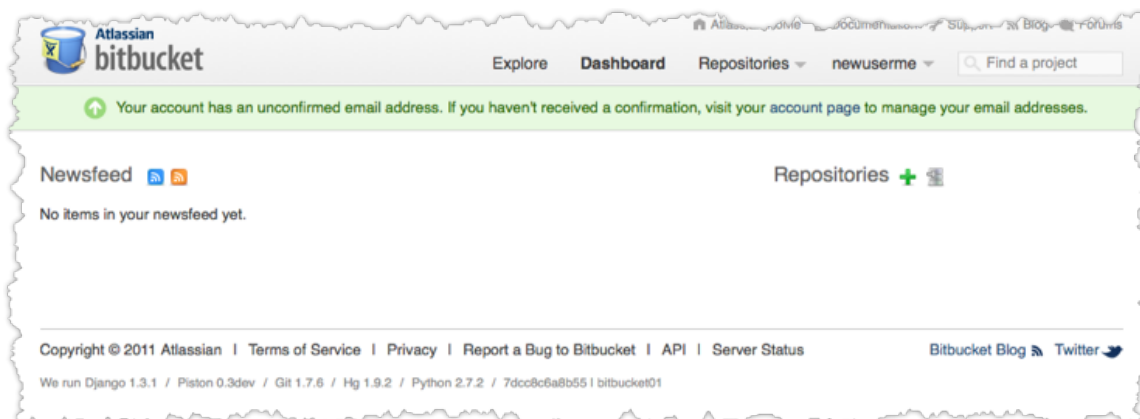 Blog
Atlassian
bitbucket
Explore Dashboard Repositories newuserme Find a project
Your account has an unconfirmed email address. If you haven't received a confirmation, visit your account page to manage your email addresses.
Newsfeed Repositories
No items in your newsfeed yet.
Copyright © 2011 Atlassian | Terms of Service | Privacy | Report a Bug to Bitbucket | API | Server Status Bitbucket Blog Twitter
We run Django 1.3.1 / Piston 0.3dev / Git 1.7.6 / Hg 1.9.2 / Python 2.7.2 / 7dcc8c6a8b55 | bitbucket01